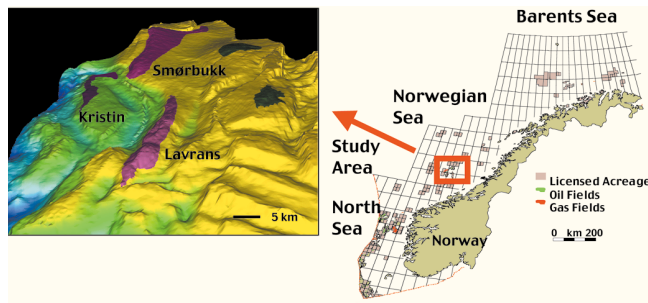 Smørbukk
Kristin
Lavrans
5 km
Barents Sea
Norwegian
Sea
Study
Area
North
Sea
Norway
Licensed Acreage
Oil Fields
Gas Fields
0 km 200